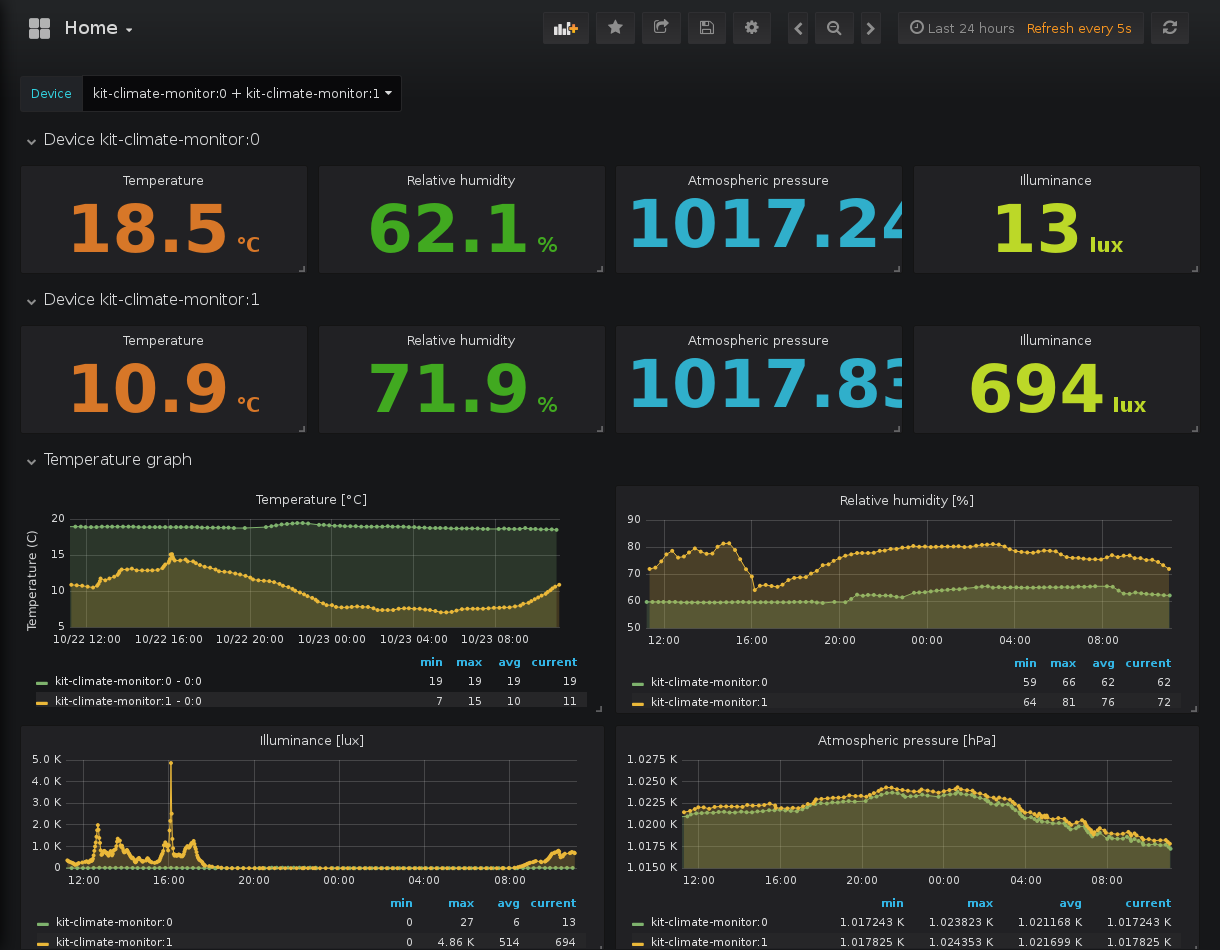 Home
Last 24 hours Refresh every 5s
Device kit-climate-monitor:0 + kit-climate-monitor:1
Device kit-climate-monitor:0
Temperature Relative humidity Atmospheric pressure Illuminance
18.5 °C 62.1 % 1017.24 13 lux
Device kit-climate-monitor:1
Temperature Relative humidity Atmospheric pressure Illuminance
10.9 °C 71.9 % 1017.83 694 lux
Temperature graph
Temperature [°C]
Temperature (C)
20
15
10
5
10/22 12:00 10/22 16:00 10/22 20:00 10/23 00:00 10/23 04:00 10/23 08:00
min max avg current
kit-climate-monitor:0 - 0:0 19 19 19 19
kit-climate-monitor:1 - 0:0 7 15 10 11
Relative humidity [%]
90
80
70
60
50
12:00 16:00 20:00 00:00 04:00 08:00
min max avg current
kit-climate-monitor:0 59 66 62 62
kit-climate-monitor:1 64 81 76 72
Illuminance [lux]
5.0 K
4.0 K
3.0 K
2.0 K
1.0 K
0
12:00 16:00 20:00 00:00 04:00 08:00
min max avg current
kit-climate-monitor:0 0 27 6 13
kit-climate-monitor:1 0 4.86 K 514 694
Atmospheric pressure [hPa]
1.0275 K
1.0250 K
1.0225 K
1.0200 K
1.0175 K
1.0150 K
12:00 16:00 20:00 00:00 04:00 08:00
min max avg current
kit-climate-monitor:0 1.017243 K 1.023823 K 1.021168 K 1.017243 K
kit-climate-monitor:1 1.017825 K 1.024353 K 1.021699 K 1.017825 K